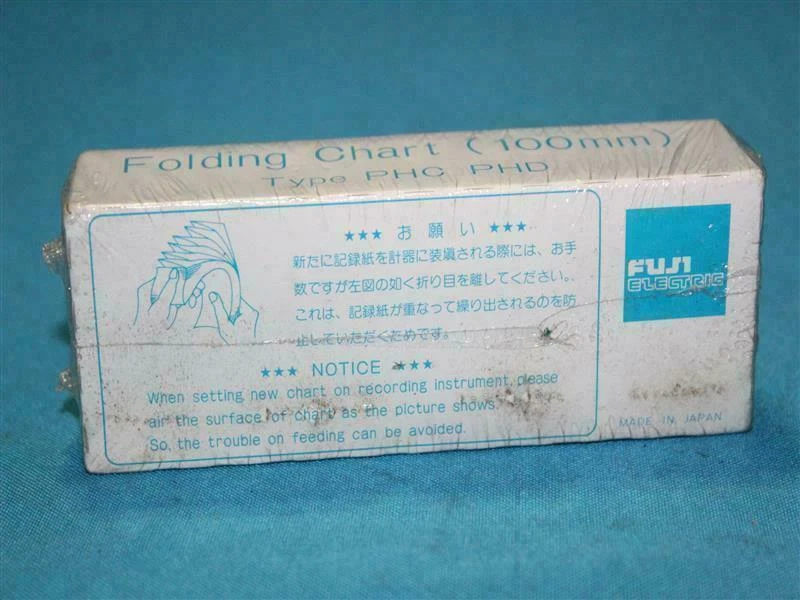 Folding Chart (100mm)
Type PHC PHD
★★★ お願い ★★★
新たに記録紙を計器に装塡される際には、お手
数ですが左図の如く折り目を離してください。
これは、記録紙が重なって繰り出されるのを防
止していただくためです。
★★★ NOTICE ★★★
When setting new chart on recording instrument, please
air the surface of chart as the picture shows.
So, the trouble on feeding can be avoided.
FUJI
ELECTRIC
MADE IN JAPAN